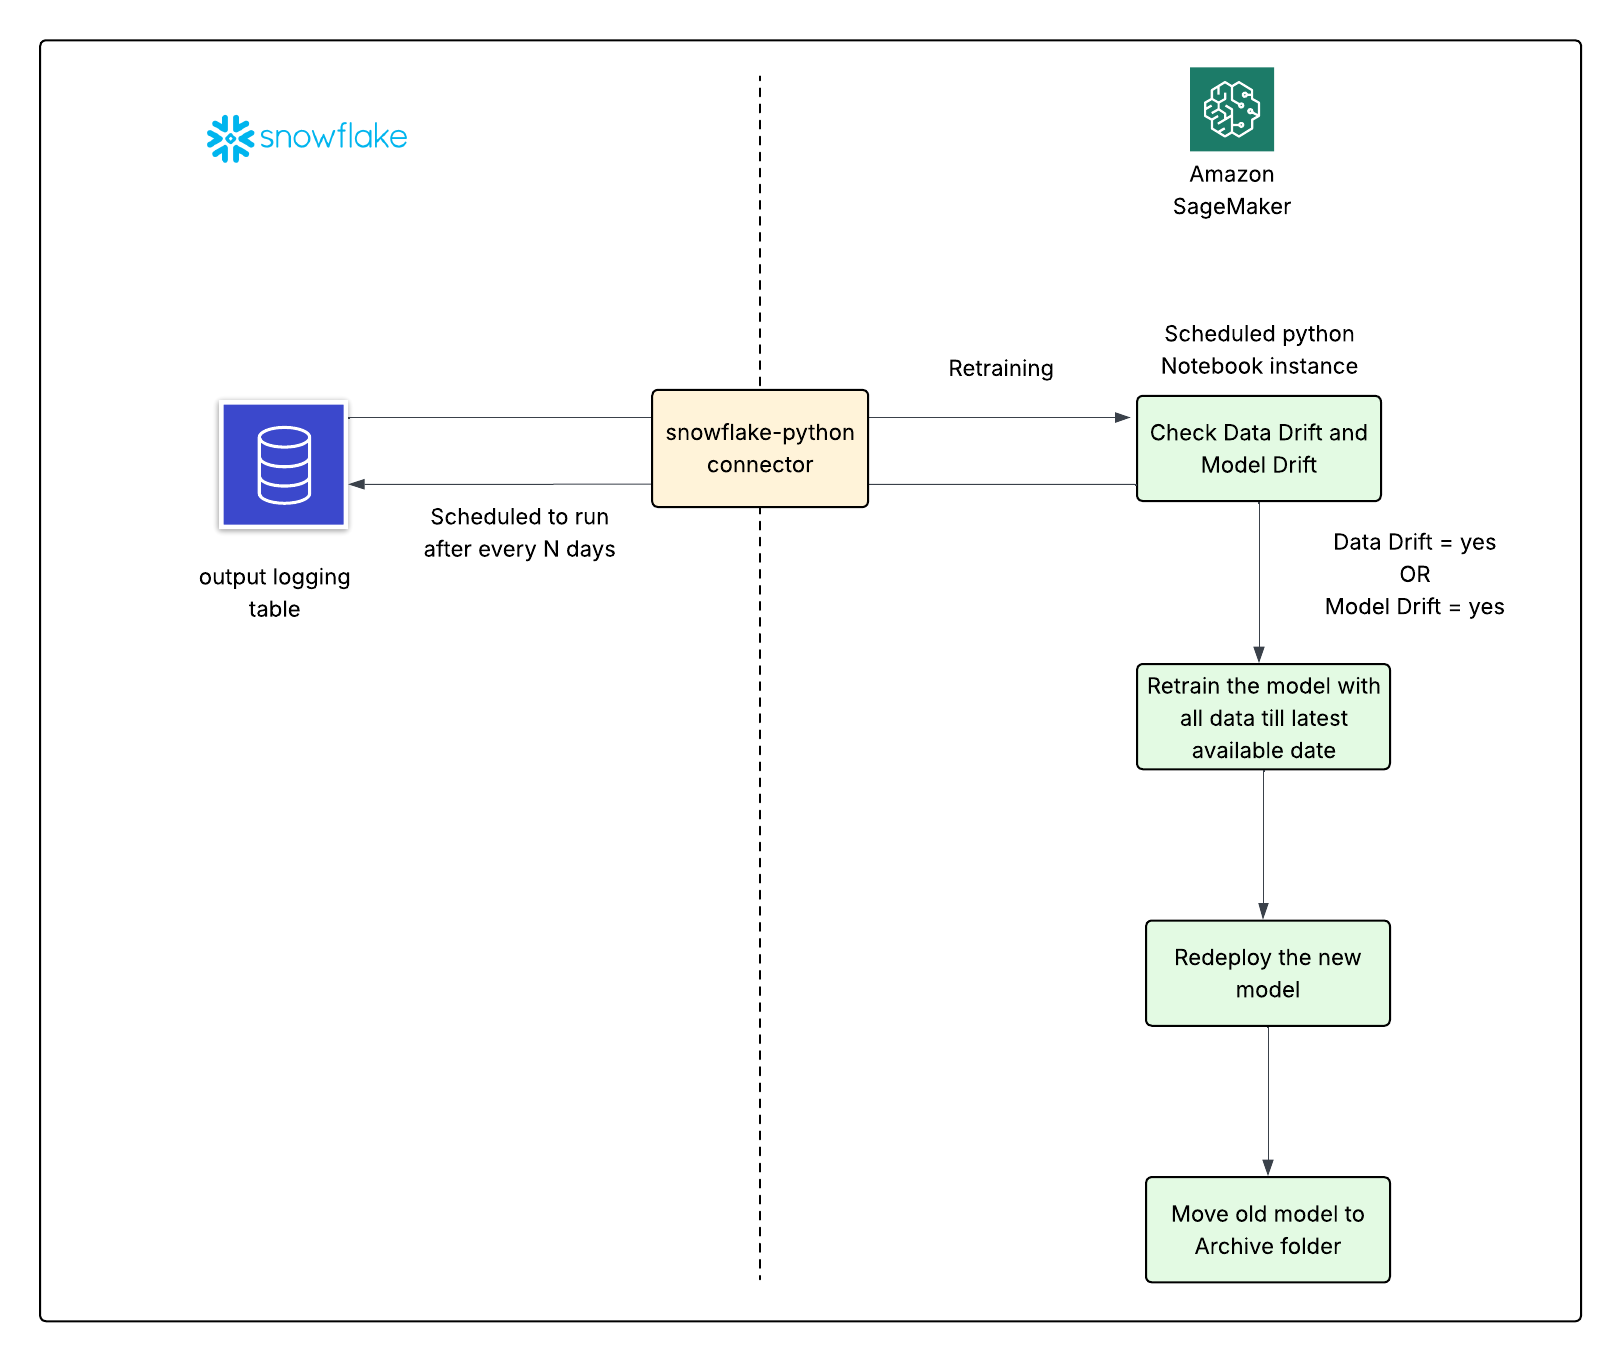 snowflake
Amazon
SageMaker
Scheduled python
Notebook instance
Retraining
snowflake-python
connector
Check Data Drift and
Model Drift
Scheduled to run
after every N days
output logging
table
Data Drift = yes
OR
Model Drift = yes
Retrain the model with
all data till latest
available date
Redeploy the new
model
Move old model to
Archive folder